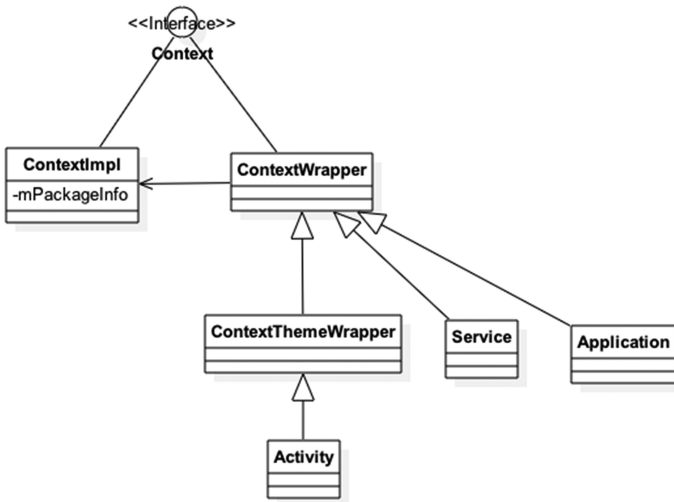 <<Interface>>
Context
ContextImpl
-mPackageInfo
ContextWrapper
ContextThemeWrapper
Service
Application
Activity